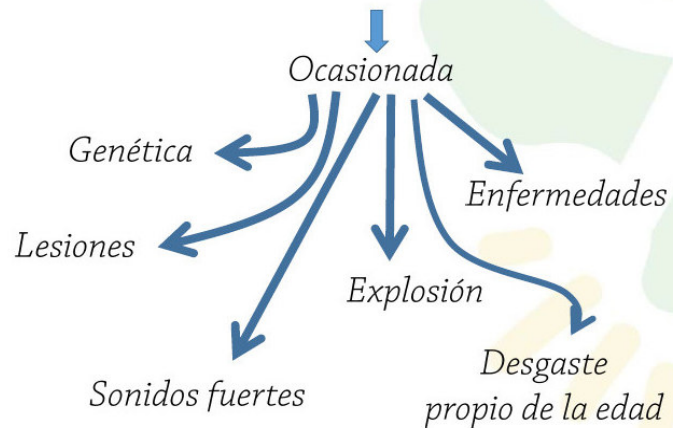 Ocasionada
Genética
Enfermedades
Lesiones
Explosión
Sonidos fuertes
Desgaste
propio de la edad